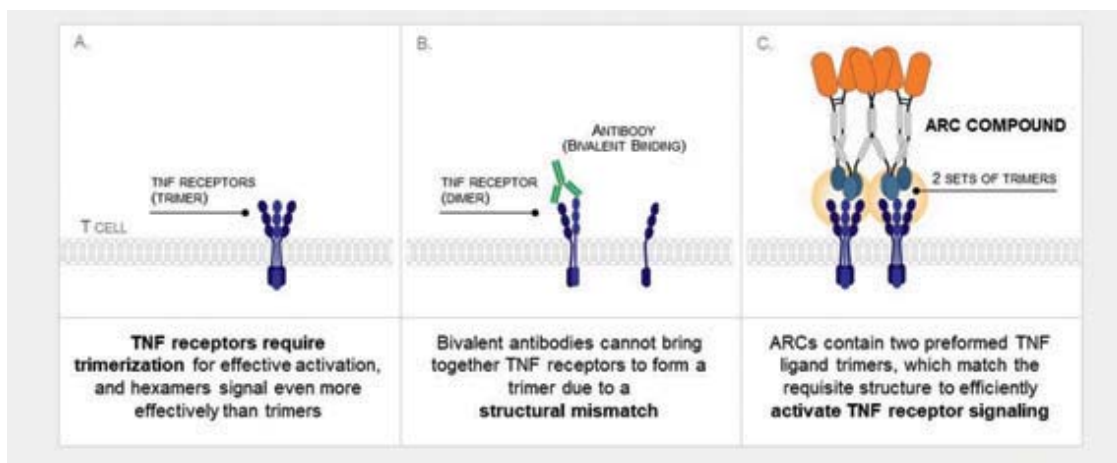 A.
TNF RECEPTORS
(TRIMER)
T CELL
TNF receptors require
trimerization for effective activation,
and hexamers signal even more
effectively than trimers
B.
ANTIBODY
(BIVALENT BINDING)
TNF RECEPTOR
(DIMER)
Bivalent antibodies cannot bring
together TNF receptors to form a
trimer due to a
structural mismatch
C.
ARC COMPOUND
2 SETS OF TRIMERS
ARCs contain two preformed TNF
ligand trimers, which match the
requisite structure to efficiently
activate TNF receptor signaling